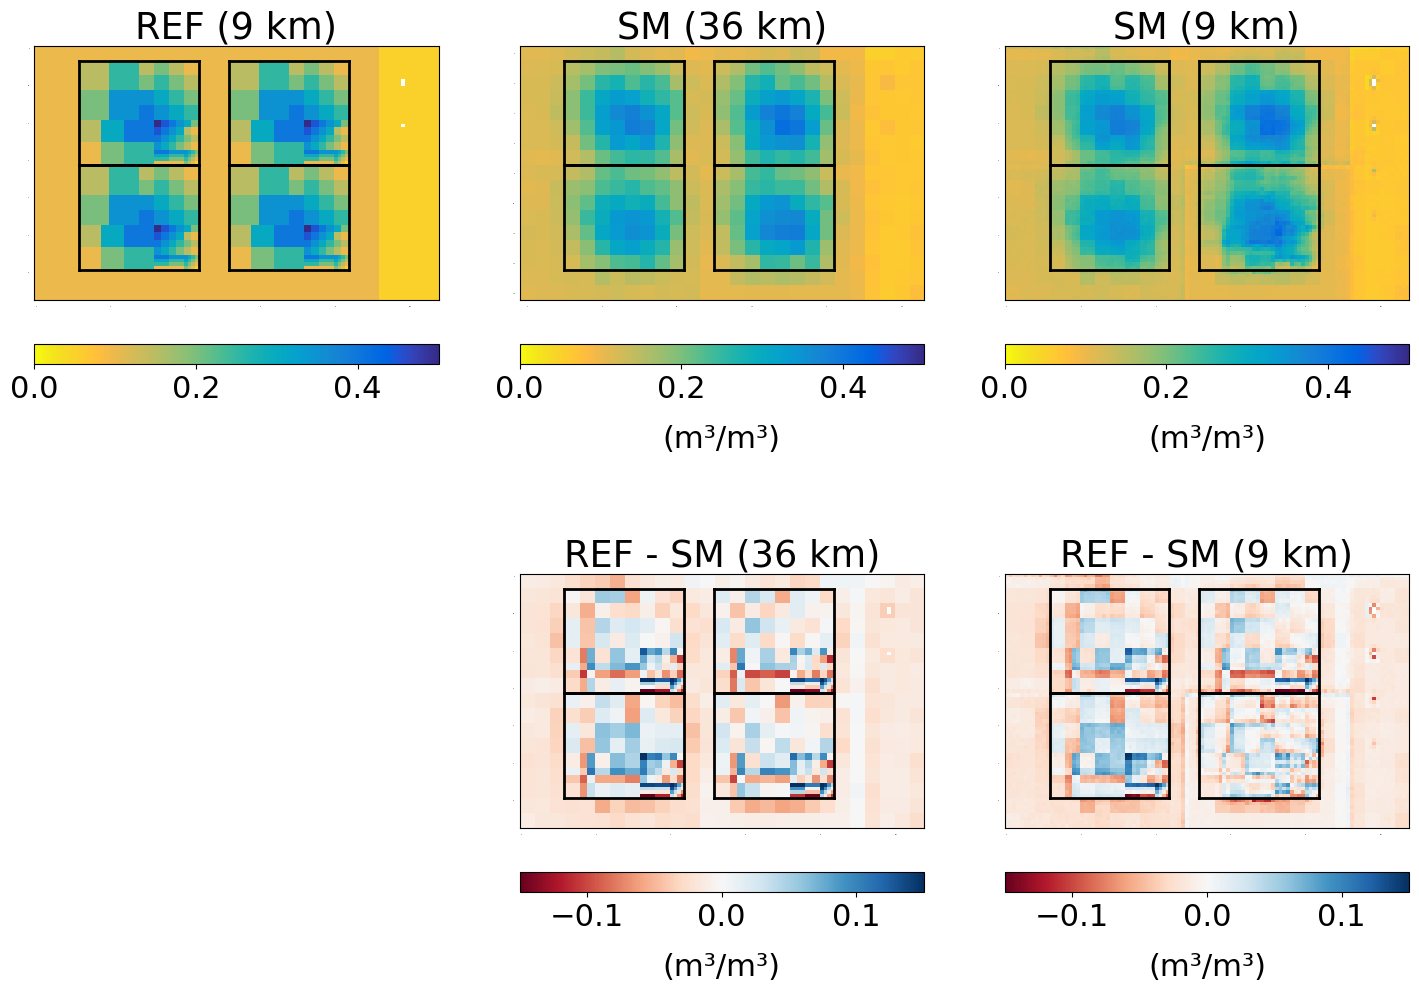 REF (9 km) SM (36 km) SM (9 km)
0.0 0.2 0.4 0.0 0.2 0.4 0.0 0.2 0.4
(m³/m³) (m³/m³)
REF - SM (36 km) REF - SM (9 km)
−0.1 0.0 0.1 −0.1 0.0 0.1
(m³/m³) (m³/m³)